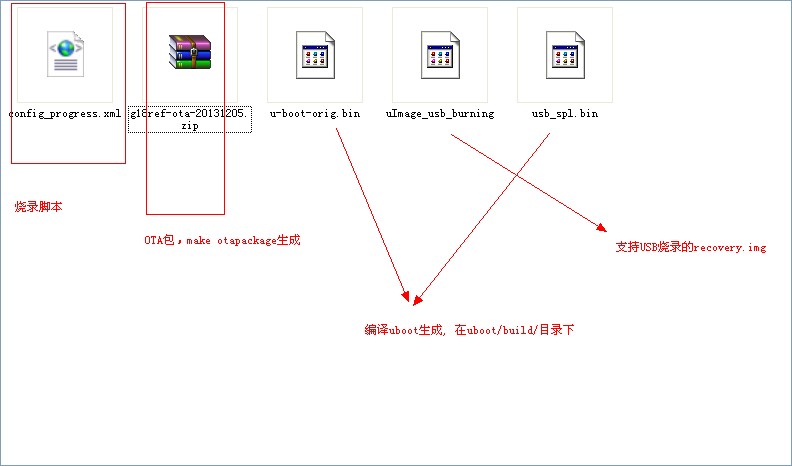 config_progress.xml
g18ref-ota-20131205.
zip
u-boot-orig.bin
uImage_usb_burning
usb_spl.bin
烧录脚本
OTA包,make otapackage生成
支持USB烧录的recovery.img
编译uboot生成, 在uboot/build/目录下